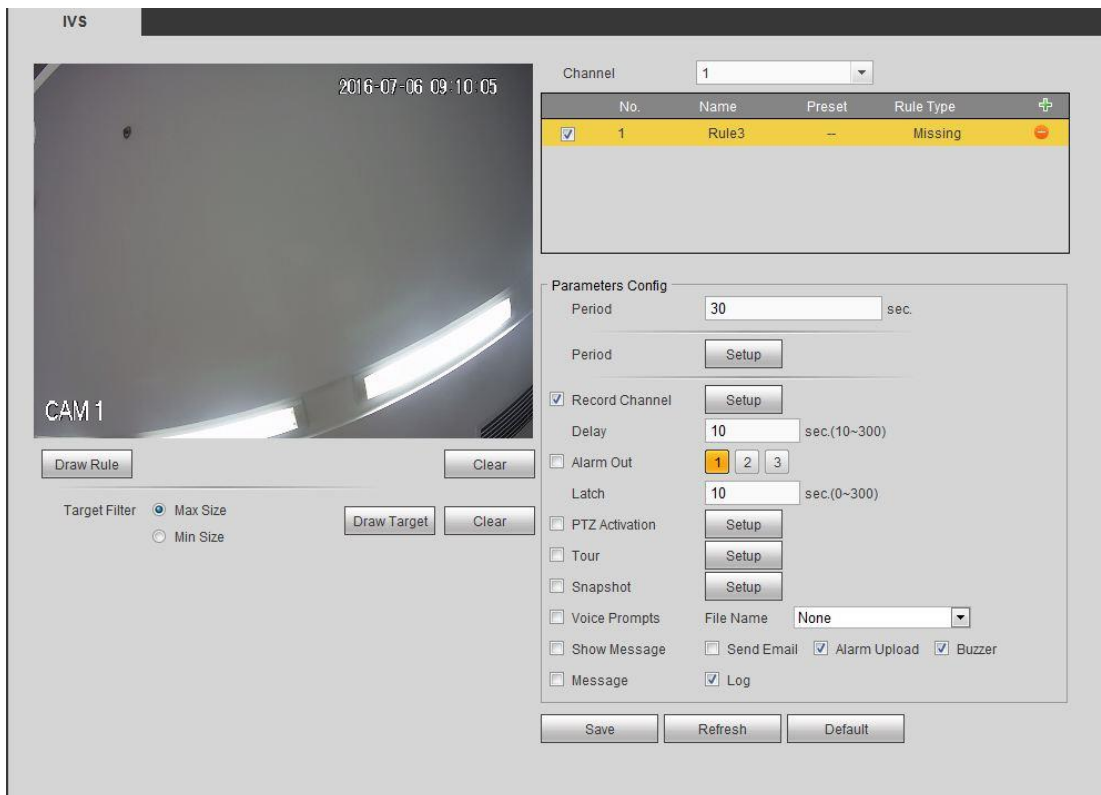 IVS
2016-07-06 09:10:05
CAM 1
Draw Rule
Clear
Target Filter Max Size
Draw Target Clear
Min Size
Channel 1
No. Name Preset Rule Type
1 Rule3 -- Missing
Parameters Config
Period 30 sec.
Period Setup
Record Channel Setup
Delay 10 sec.(10~300)
Alarm Out 1 2 3
Latch 10 sec.(0~300)
PTZ Activation Setup
Tour Setup
Snapshot Setup
Voice Prompts File Name None
Show Message Send Email Alarm Upload Buzzer
Message Log
Save Refresh Default